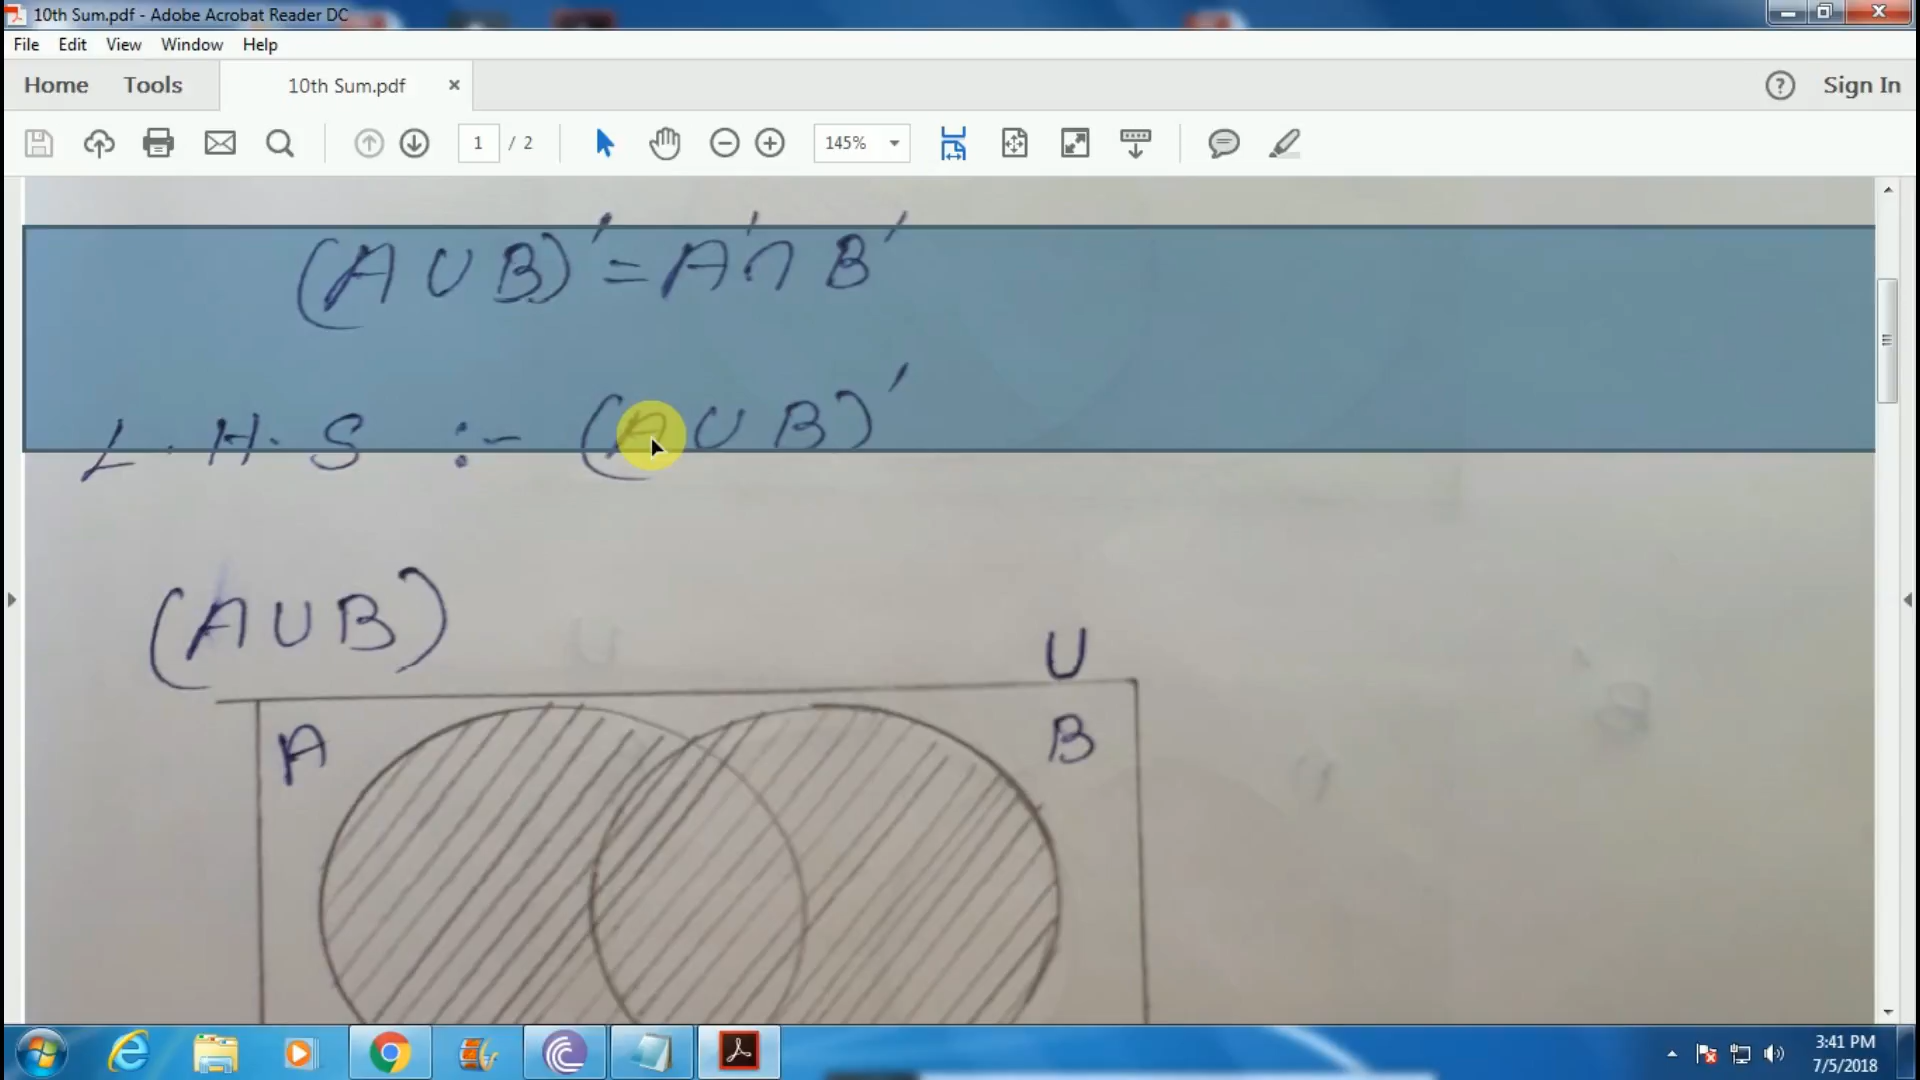 10th Sum.pdf - Adobe Acrobat Reader DC
File Edit View Window Help
Home Tools 10th Sum.pdf × Sign In
1 / 2 145%
(A ∪ B)' = A' ∩ B'
L.H.S :- (A ∪ B)'
(A ∪ B)
U
A B
3:41 PM
7/5/2018